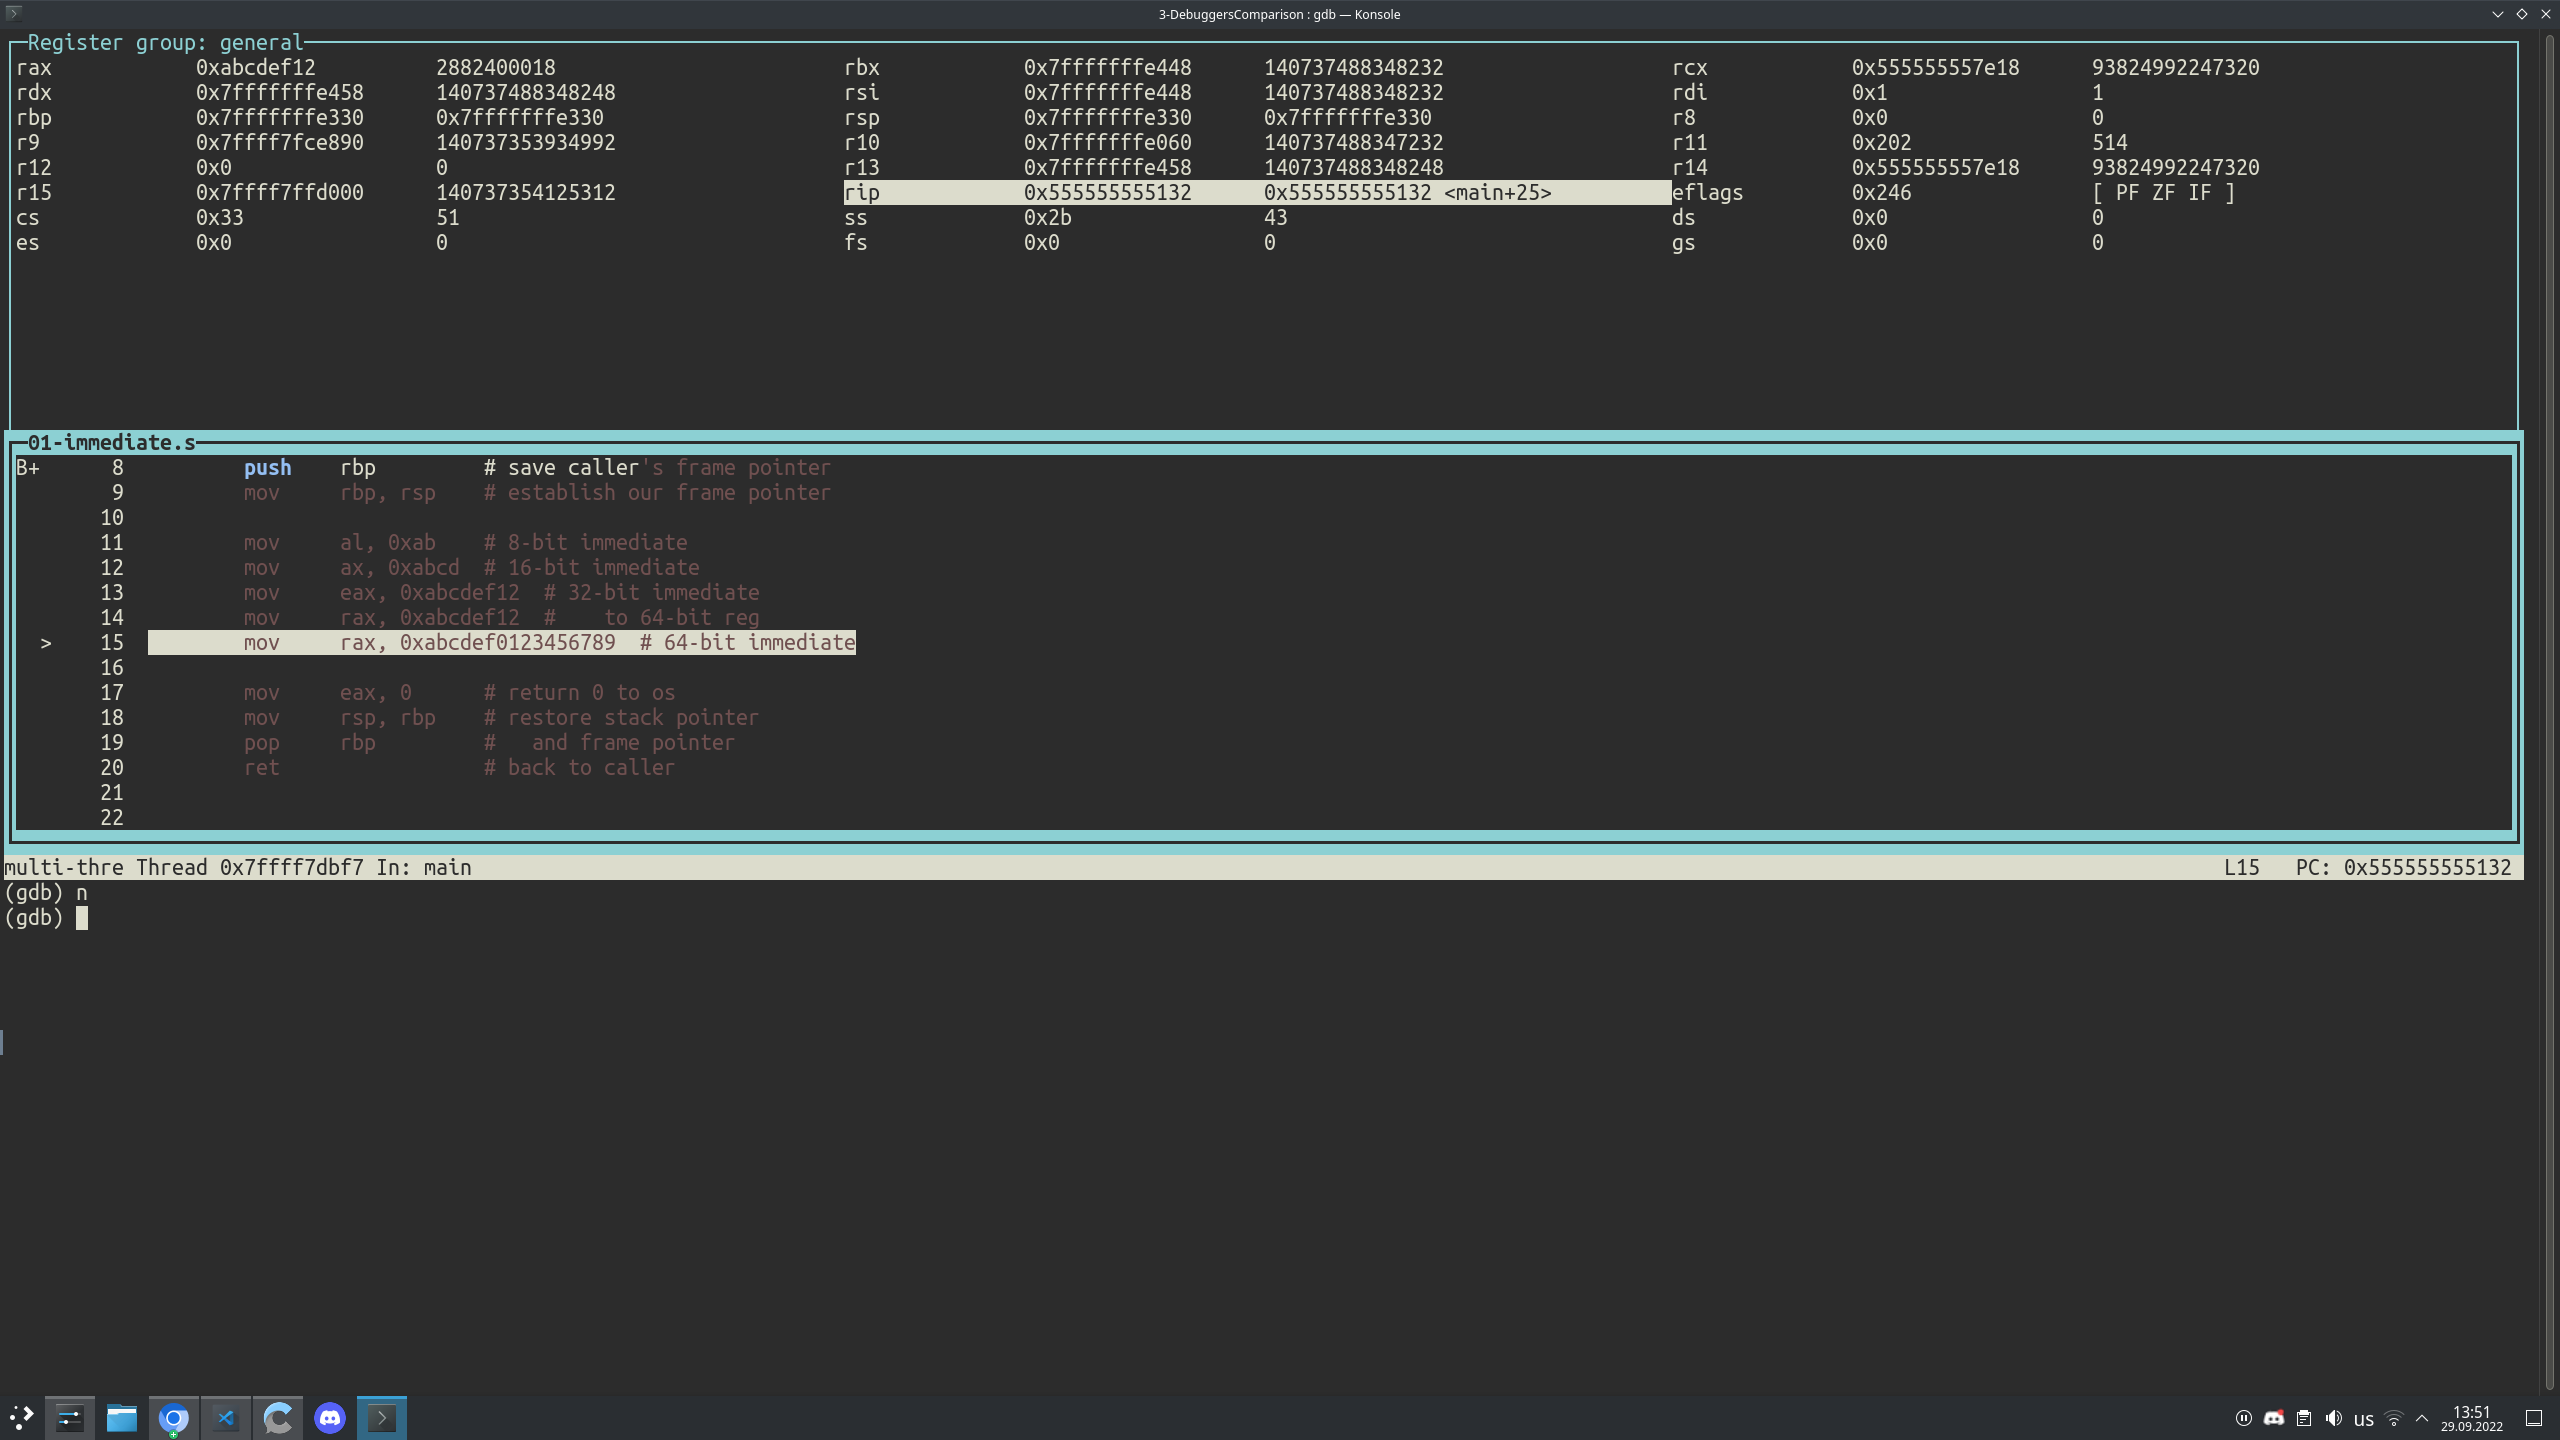 3-DebuggersComparison : gdb — Konsole
Register group: general
rax 0xabcdef12 2882400018 rbx 0x7fffffffe448 140737488348232 rcx 0x555555557e18 93824992247320
rdx 0x7fffffffe458 140737488348248 rsi 0x7fffffffe448 140737488348232 rdi 0x1 1
rbp 0x7fffffffe330 0x7fffffffe330 rsp 0x7fffffffe330 0x7fffffffe330 r8 0x0 0
r9 0x7ffff7fce890 140737353934992 r10 0x7fffffffe060 140737488347232 r11 0x202 514
r12 0x0 0 r13 0x7fffffffe458 140737488348248 r14 0x555555557e18 93824992247320
r15 0x7ffff7ffd000 140737354125312 rip 0x555555555132 0x555555555132 <main+25> eflags 0x246 [ PF ZF IF ]
cs 0x33 51 ss 0x2b 43 ds 0x0 0
es 0x0 0 fs 0x0 0 gs 0x0 0
01-immediate.s
B+ 8 push rbp # save caller's frame pointer
9 mov rbp, rsp # establish our frame pointer
10
11 mov al, 0xab # 8-bit immediate
12 mov ax, 0xabcd # 16-bit immediate
13 mov eax, 0xabcdef12 # 32-bit immediate
14 mov rax, 0xabcdef12 # to 64-bit reg
> 15 mov rax, 0xabcdef0123456789 # 64-bit immediate
16
17 mov eax, 0 # return 0 to os
18 mov rsp, rbp # restore stack pointer
19 pop rbp # and frame pointer
20 ret # back to caller
21
22
multi-thre Thread 0x7ffff7dbf7 In: main L15 PC: 0x555555555132
(gdb) n
(gdb)
us
13:51
29.09.2022